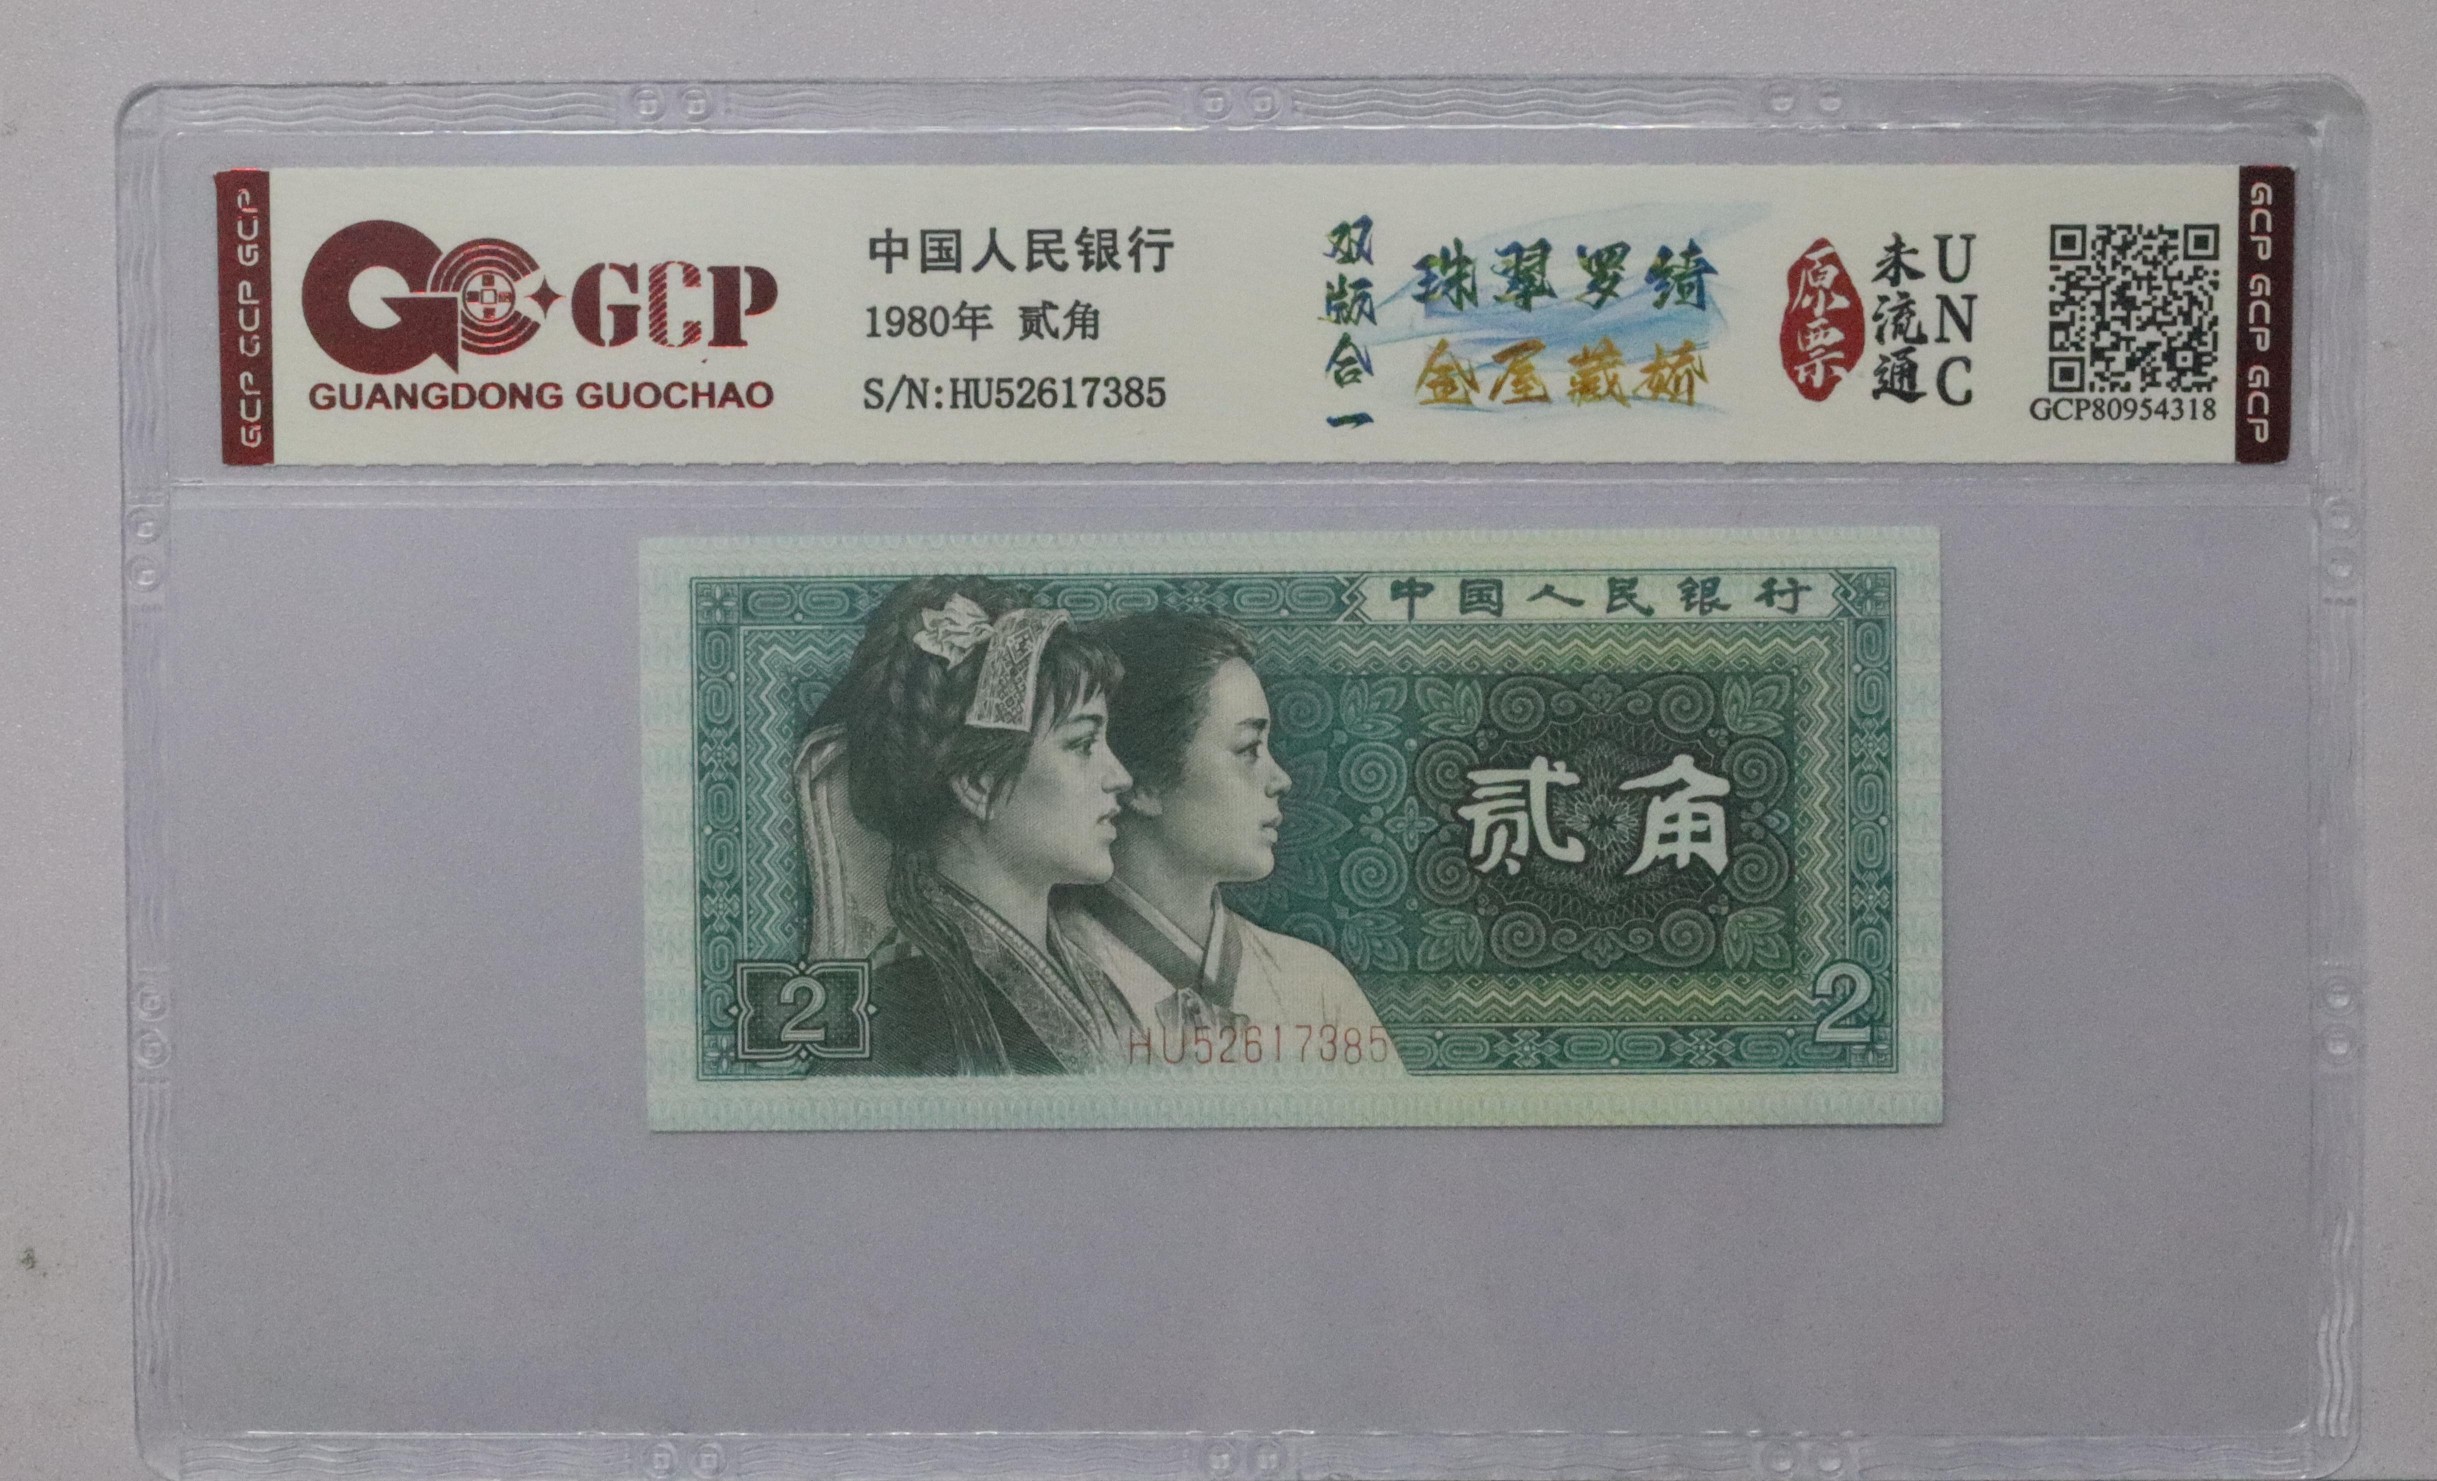 GCP GCP GCP
GCP
GUANGDONG GUOCHAO
中国人民银行
1980年 贰角
S/N:HU52617385
双版合一
珠翠罗绮
金屋藏娇
原票
未流通
UNC
GCP80954318
GCP GCP GCP
中国人民银行
贰角
2
2
HU52617385